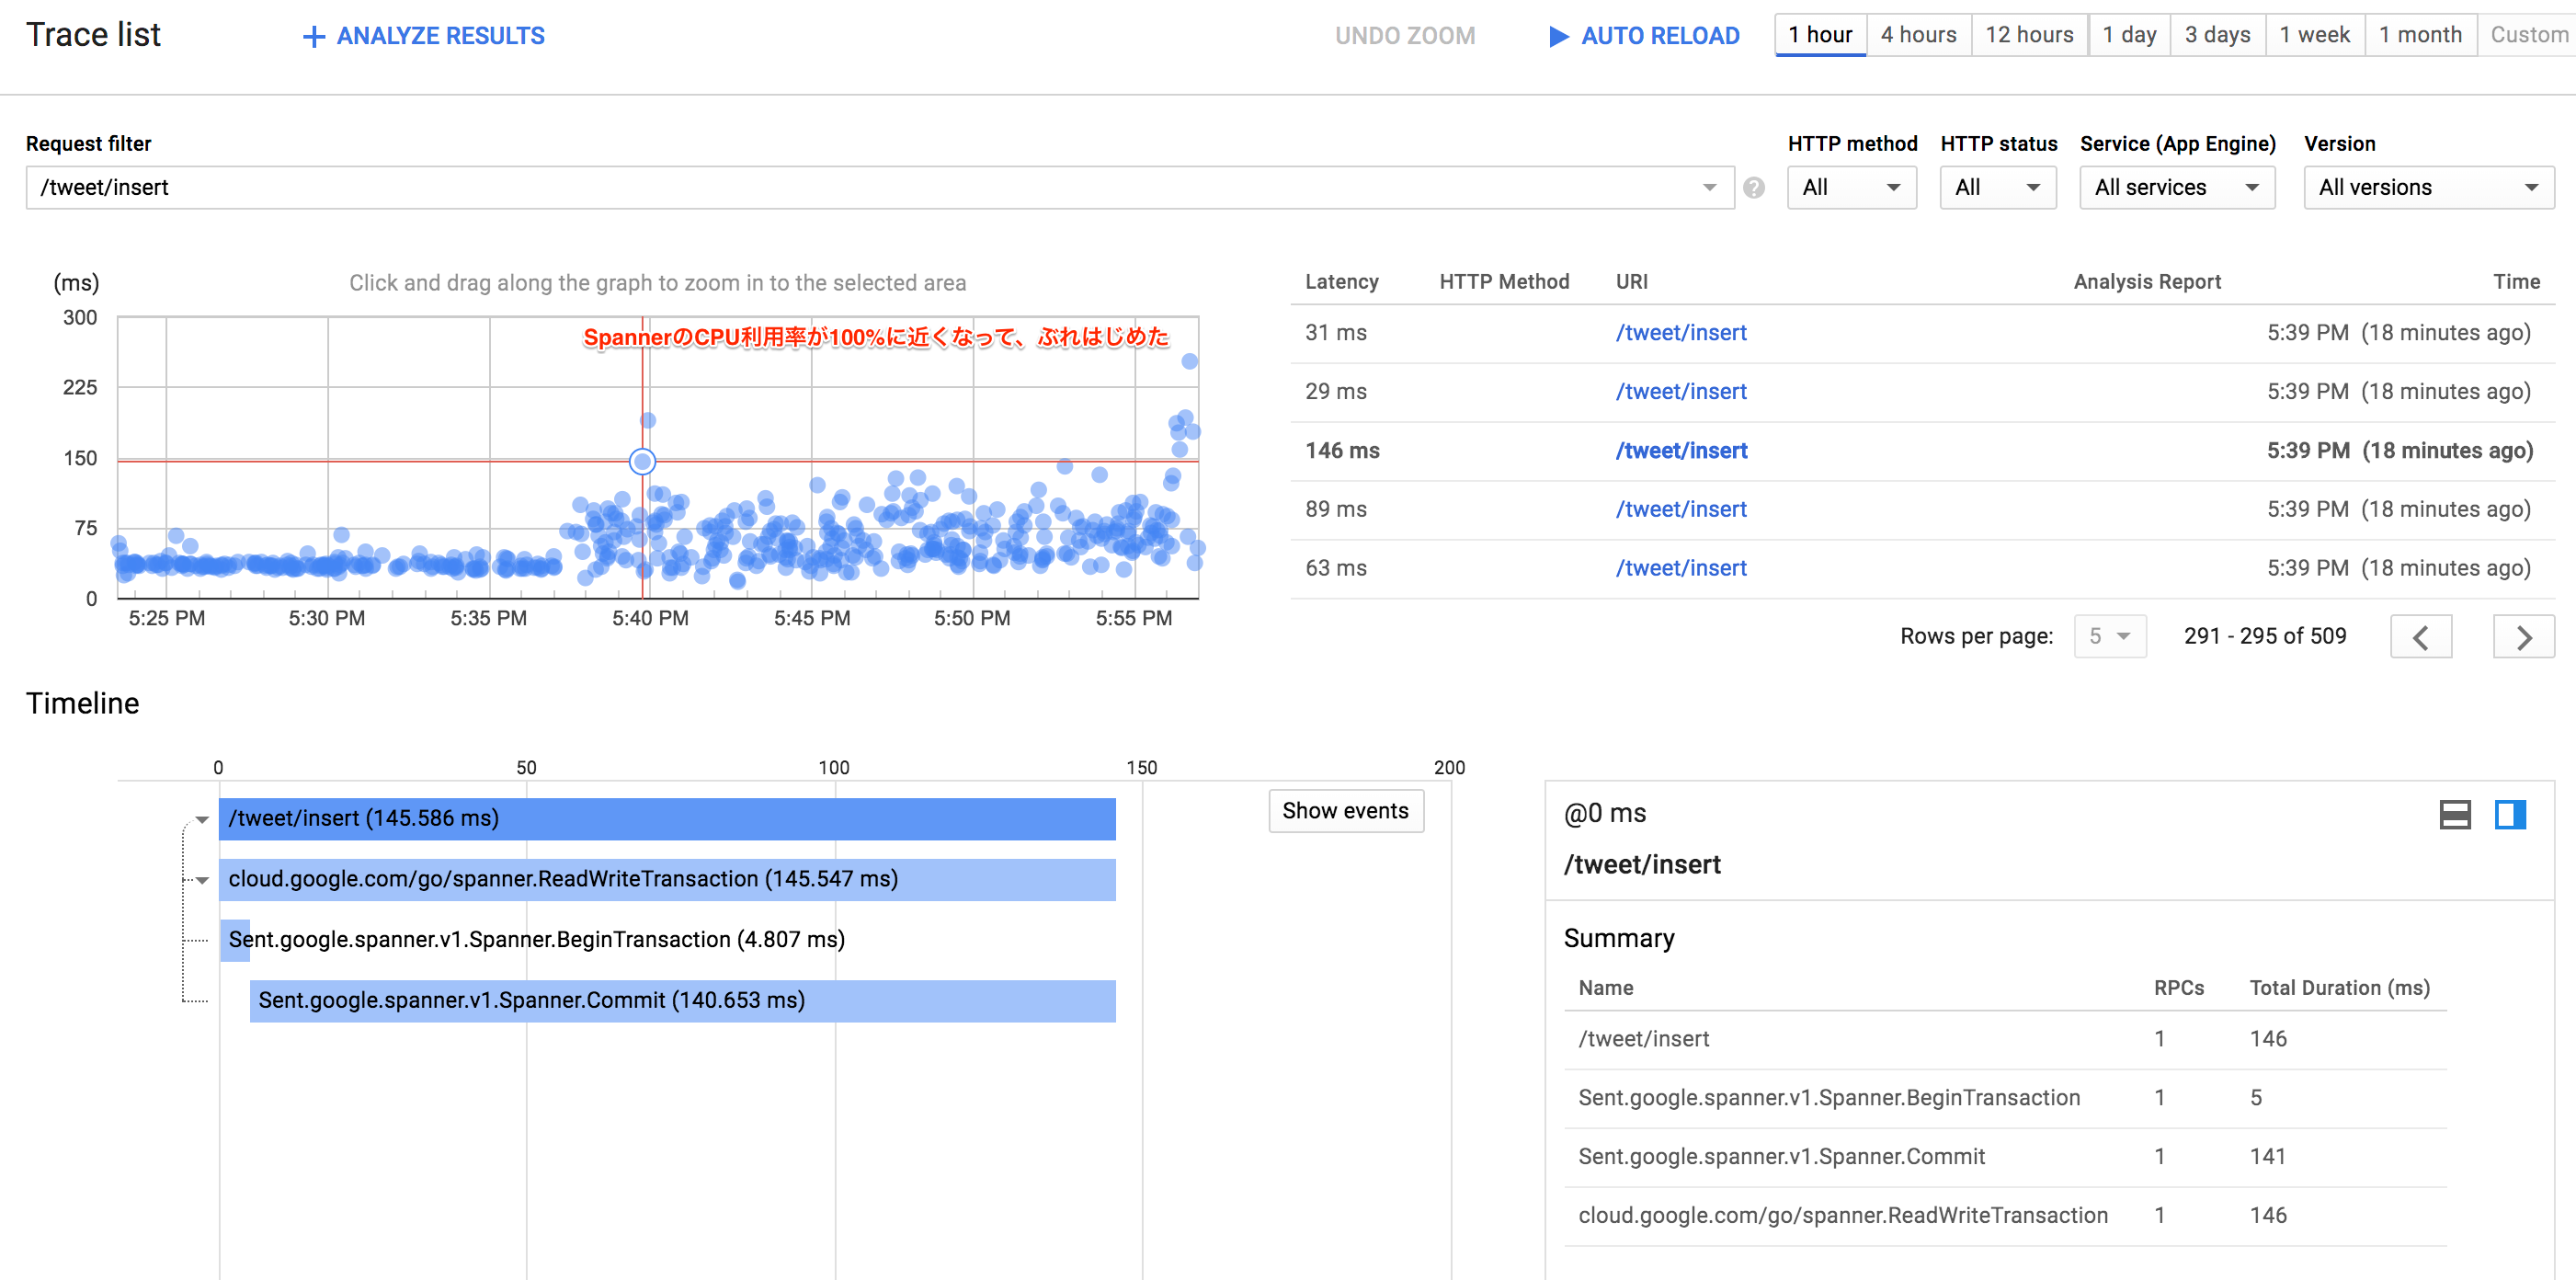 Trace list
ANALYZE RESULTS
UNDO ZOOM
AUTO RELOAD
1 hour
4 hours
12 hours
1 day
3 days
1 week
1 month
Custom
Request filter
HTTP method
HTTP status
Service (App Engine)
Version
/tweet/insert
?
All
All
All services
All versions
(ms)
Click and drag along the graph to zoom in to the selected area
300
225
150
75
0
SpannerのCPU利用率が100%に近くなって、ぶれはじめた
5:25 PM
5:30 PM
5:35 PM
5:40 PM
5:45 PM
5:50 PM
5:55 PM
Latency HTTP Method URI Analysis Report Time
31 ms /tweet/insert 5:39 PM (18 minutes ago)
29 ms /tweet/insert 5:39 PM (18 minutes ago)
146 ms /tweet/insert 5:39 PM (18 minutes ago)
89 ms /tweet/insert 5:39 PM (18 minutes ago)
63 ms /tweet/insert 5:39 PM (18 minutes ago)
Rows per page: 5 291 - 295 of 509
Timeline
0 50 100 150 200
/tweet/insert (145.586 ms)
Show events
cloud.google.com/go/spanner.ReadWriteTransaction (145.547 ms)
Sent.google.spanner.v1.Spanner.BeginTransaction (4.807 ms)
Sent.google.spanner.v1.Spanner.Commit (140.653 ms)
@0 ms
/tweet/insert
Summary
Name RPCs Total Duration (ms)
/tweet/insert 1 146
Sent.google.spanner.v1.Spanner.BeginTransaction 1 5
Sent.google.spanner.v1.Spanner.Commit 1 141
cloud.google.com/go/spanner.ReadWriteTransaction 1 146